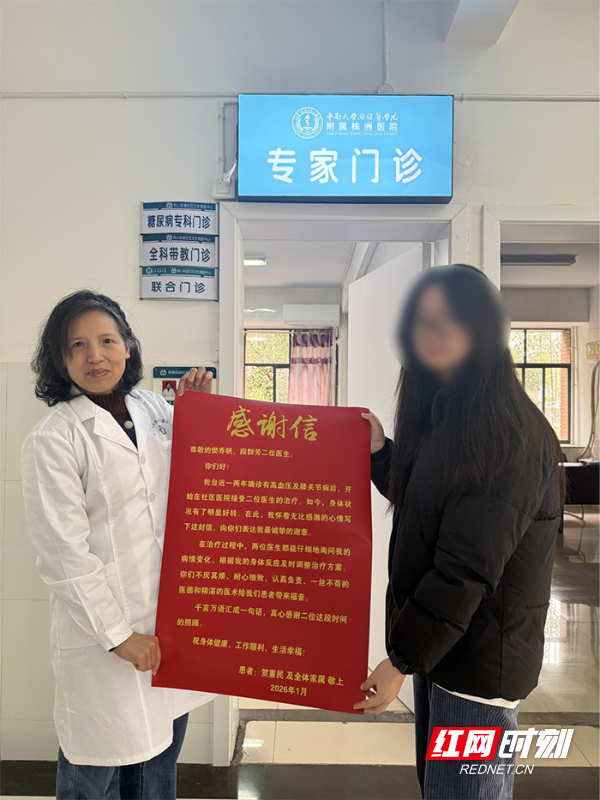 中南大学湘雅医学院
附属株洲医院
专家门诊
糖尿病专科门诊
全科带教门诊
联合门诊
感谢信
尊敬的樊乔帆、段群芳二位医生：
你们好！
我自近一两年确诊有高血压及膝关节病后，开
始在社区医院接受二位医生的治疗。如今，身体状
况有了明显好转。在此，我怀着无比感激的心情写
下这封信，向你们表达我最诚挚的谢意。
在治疗过程中，两位医生都能仔细地询问我的
病情变化，根据我的身体反应及时调整治疗方案。
你们不厌其烦、耐心细致，认真负责、一丝不苟的
医德和精湛的医术给我们患者带来福音。
千言万语汇成一句话，真心感谢二位这段时间
的照顾。
祝身体健康、工作顺利，生活幸福！
患者：贺重民 及全体家属 敬上
2026年1月
红网时刻
REDNET.CN